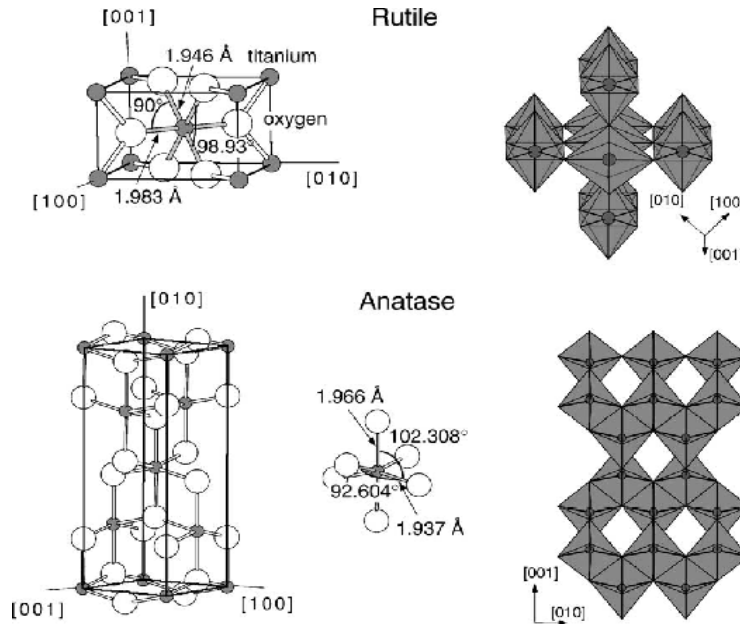 Rutile
[001]
1.946 Å
titanium
90°
oxygen
98.93°
[010]
[100]
1.983 Å
[010]
[100
[001]
Anatase
[010]
1.966 Å
102.308°
92.604°
1.937 Å
[001]
[100]
[001]
[010]